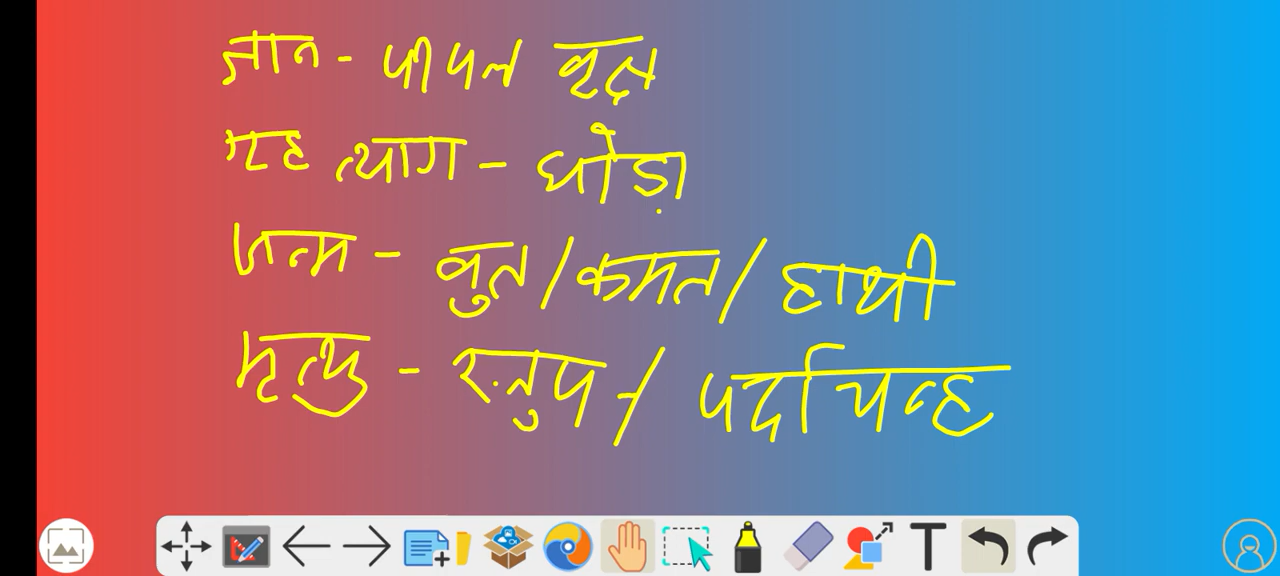 ज्ञान - पीपल वृक्ष
गृह त्याग - घोड़ा
जन्म - वुल / कमल / हाथी
मृत्यु - स्तुप / पदचिन्ह
T